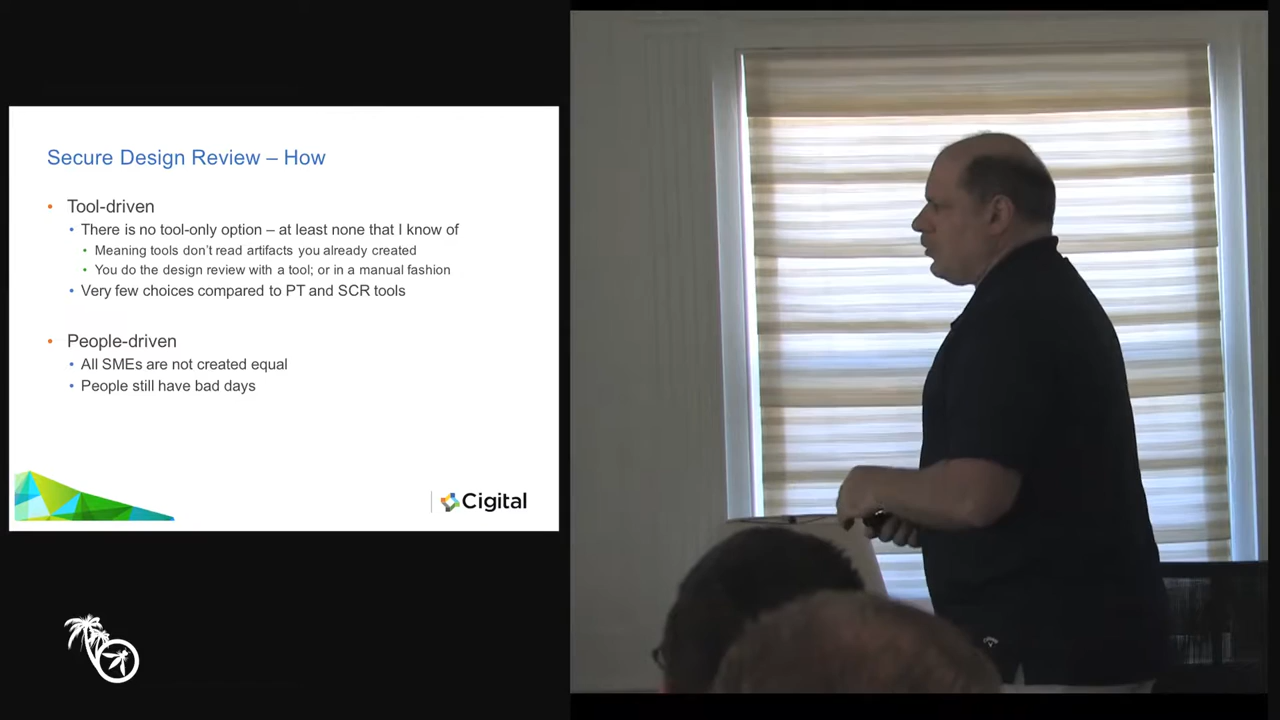 Secure Design Review – How
• Tool-driven
• There is no tool-only option – at least none that I know of
• Meaning tools don’t read artifacts you already created
• You do the design review with a tool; or in a manual fashion
• Very few choices compared to PT and SCR tools
• People-driven
• All SMEs are not created equal
• People still have bad days
Cigital